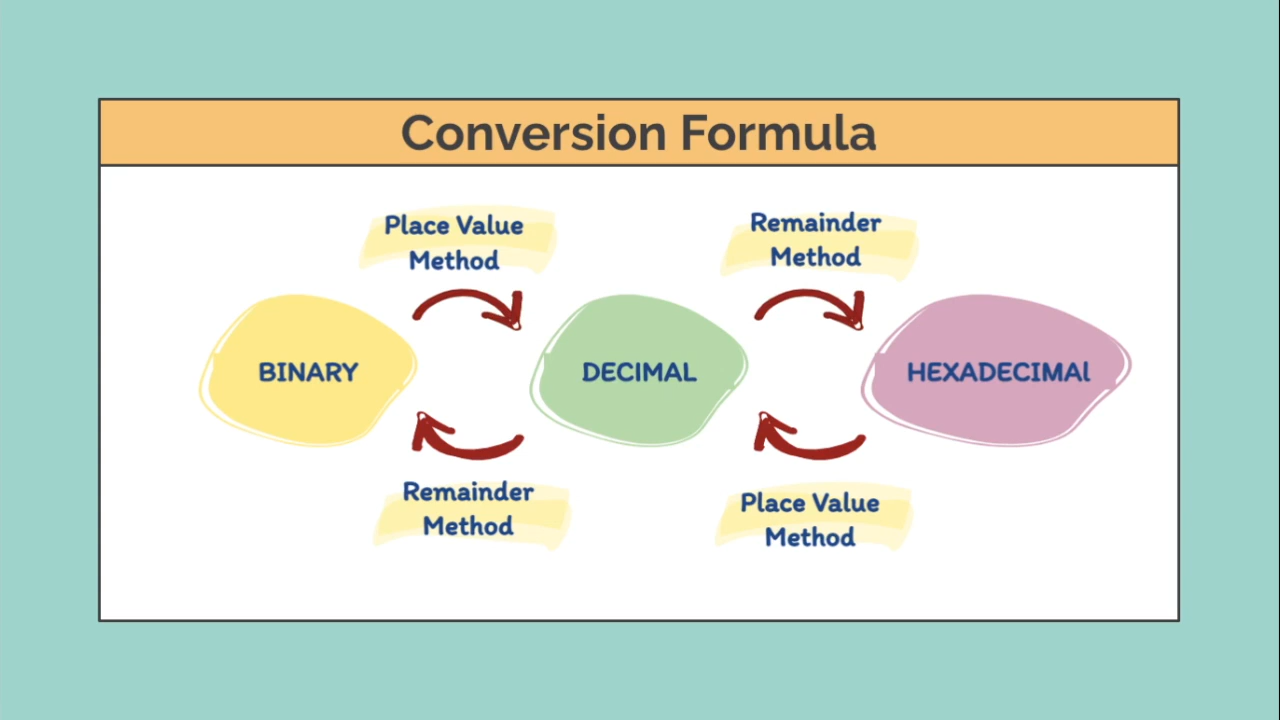 Conversion Formula
Place Value
Method
Remainder
Method
BINARY
DECIMAL
HEXADECIMAl
Remainder
Method
Place Value
Method